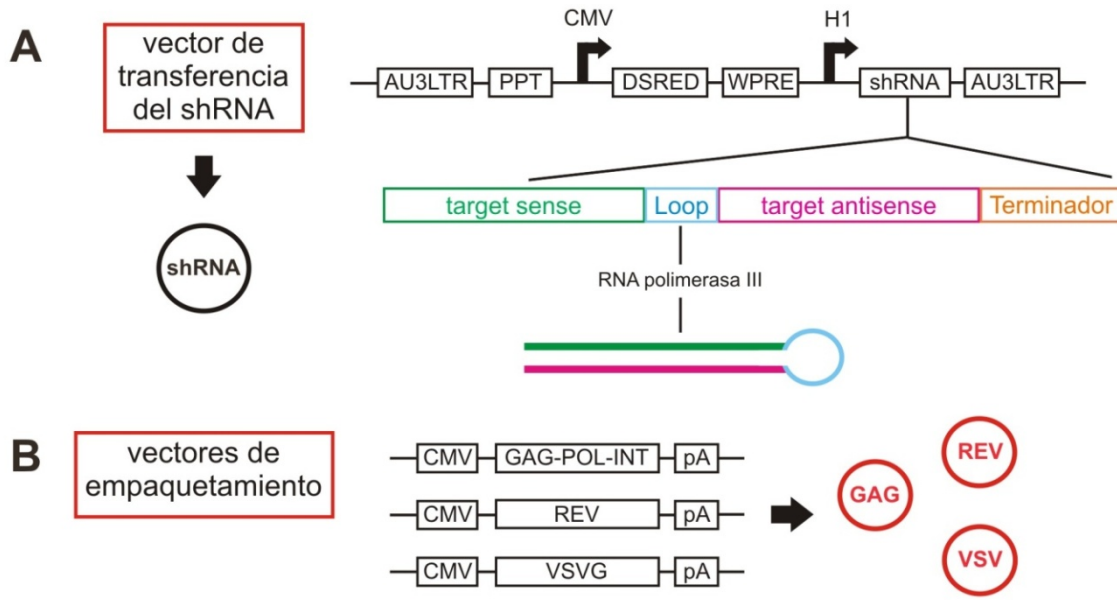 A
vector de
transferencia
del shRNA
shRNA
CMV
H1
AU3LTR
PPT
DSRED
WPRE
shRNA
AU3LTR
target sense
Loop
target antisense
Terminador
RNA polimerasa III
B
vectores de
empaquetamiento
CMV
GAG-POL-INT
pA
CMV
REV
pA
CMV
VSVG
pA
GAG
REV
VSV